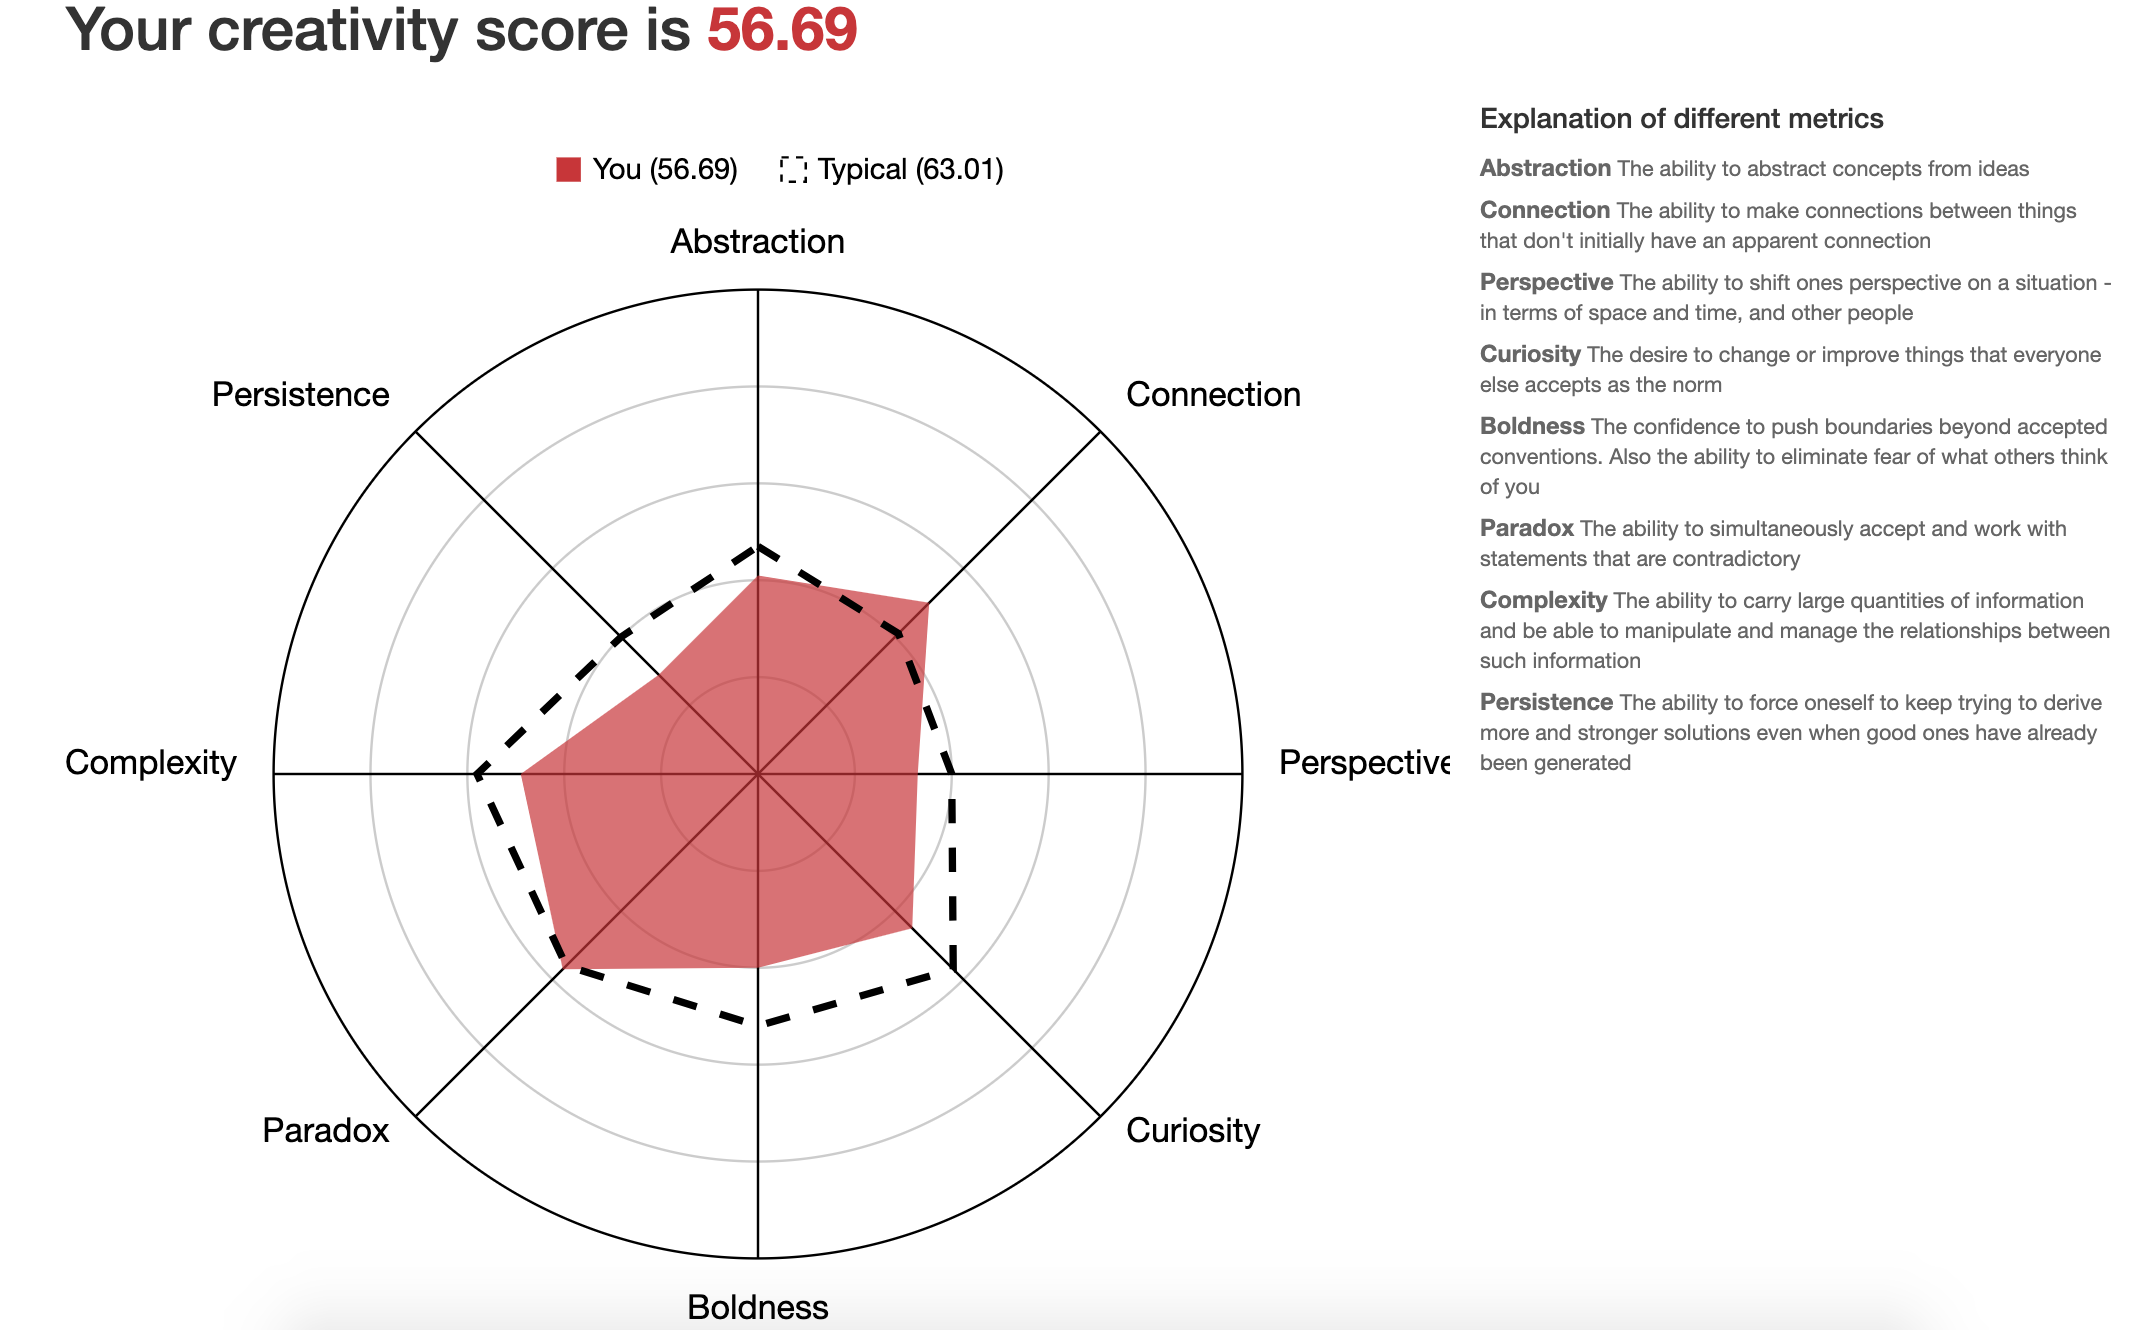 Your creativity score is 56.69
You (56.69)
Typical (63.01)
Abstraction
Persistence
Connection
Complexity
Perspective
Paradox
Curiosity
Boldness
Explanation of different metrics
Abstraction The ability to abstract concepts from ideas
Connection The ability to make connections between things
that don't initially have an apparent connection
Perspective The ability to shift ones perspective on a situation -
in terms of space and time, and other people
Curiosity The desire to change or improve things that everyone
else accepts as the norm
Boldness The confidence to push boundaries beyond accepted
conventions. Also the ability to eliminate fear of what others think
of you
Paradox The ability to simultaneously accept and work with
statements that are contradictory
Complexity The ability to carry large quantities of information
and be able to manipulate and manage the relationships between
such information
Persistence The ability to force oneself to keep trying to derive
more and stronger solutions even when good ones have already
been generated